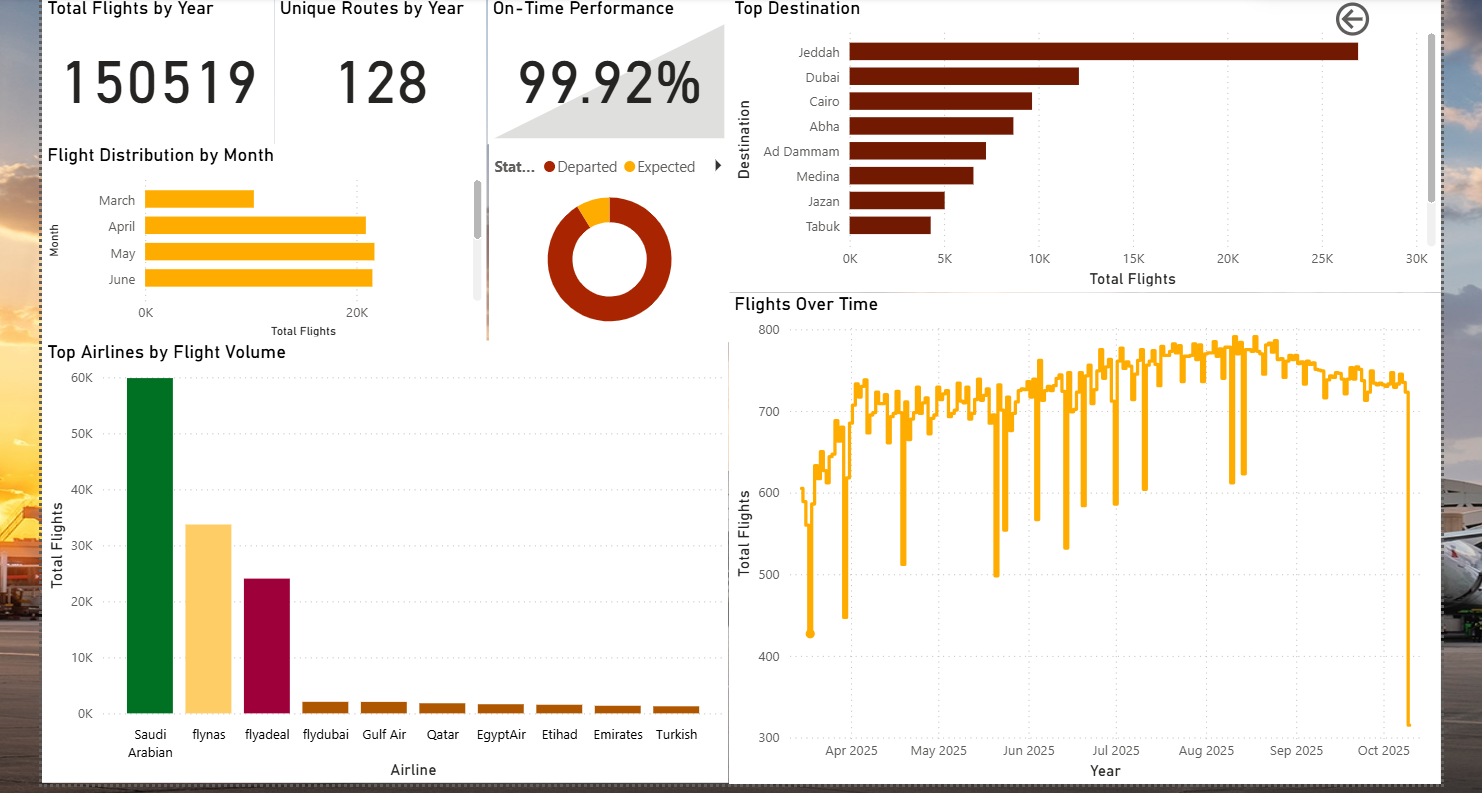 Total Flights by Year
150519
Unique Routes by Year
128
On-Time Performance
99.92%
Flight Distribution by Month
Month
March
April
May
June
0K
20K
Total Flights
Stat...
Departed
Expected
Top Destination
Destination
Jeddah
Dubai
Cairo
Abha
Ad Dammam
Medina
Jazan
Tabuk
0K
5K
10K
15K
20K
25K
30K
Total Flights
Top Airlines by Flight Volume
Total Flights
60K
50K
40K
30K
20K
10K
0K
Saudi
Arabian
flynas
flyadeal
flydubai
Gulf Air
Qatar
EgyptAir
Etihad
Emirates
Turkish
Airline
Flights Over Time
Total Flights
800
700
600
500
400
300
Apr 2025
May 2025
Jun 2025
Jul 2025
Aug 2025
Sep 2025
Oct 2025
Year